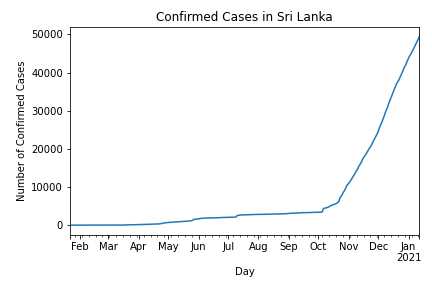 Confirmed Cases in Sri Lanka
50000
40000
30000
20000
10000
0
Number of Confirmed Cases
Feb Mar Apr May Jun Jul Aug Sep Oct Nov Dec Jan
2021
Day